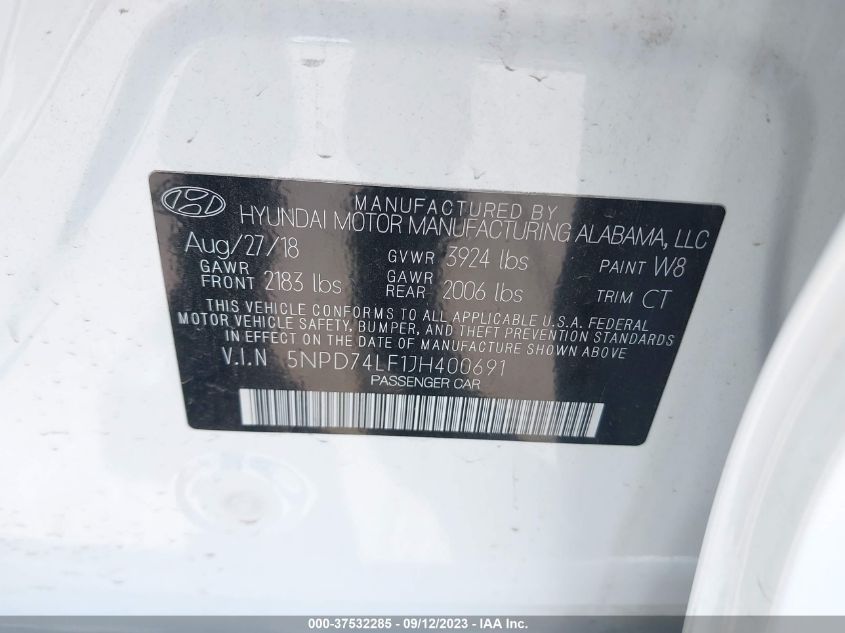 MANUFACTURED BY
HYUNDAI MOTOR MANUFACTURING ALABAMA, LLC
Aug/27/18 GVWR 3924 lbs PAINT W8
GAWR FRONT 2183 lbs GAWR REAR 2006 lbs TRIM CT
THIS VEHICLE CONFORMS TO ALL APPLICABLE U.S.A. FEDERAL
MOTOR VEHICLE SAFETY, BUMPER, AND THEFT PREVENTION STANDARDS
IN EFFECT ON THE DATE OF MANUFACTURE SHOWN ABOVE.
V.I.N 5NPD74LF1JH400691
PASSENGER CAR
000-37532285 - 09/12/2023 - IAA Inc.